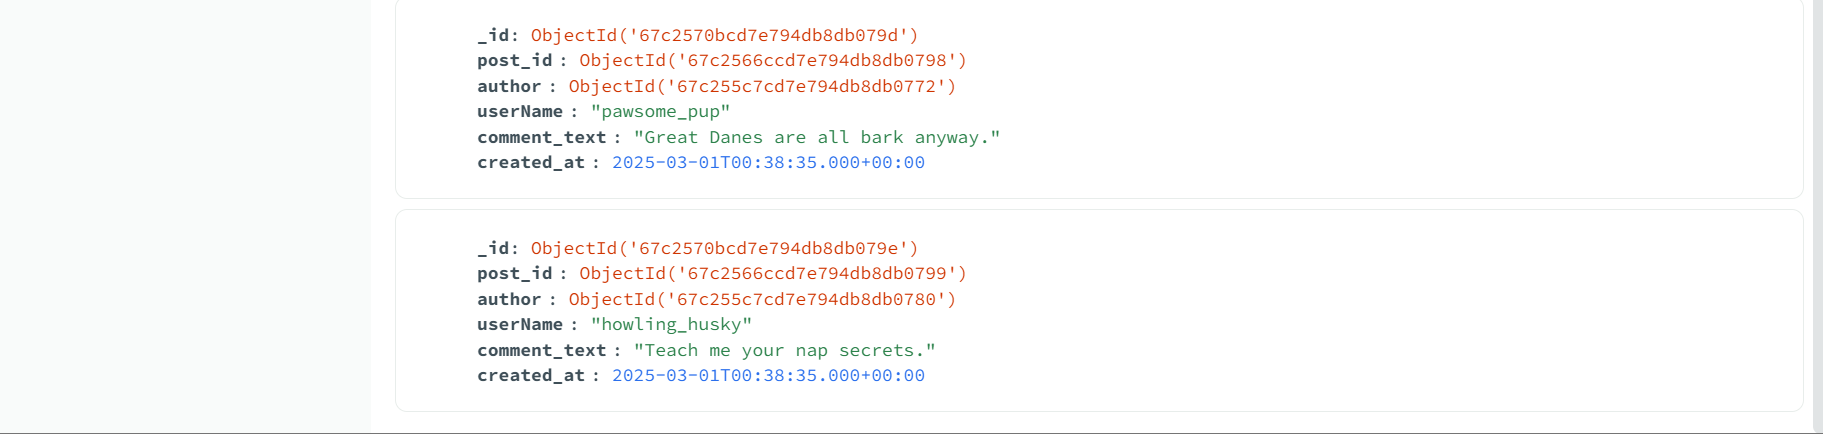 _id: ObjectId('67c2570bcd7e794db8db079d')
post_id : ObjectId('67c2566ccd7e794db8db0798')
author : ObjectId('67c255c7cd7e794db8db0772')
userName : "pawsome_pup"
comment_text : "Great Danes are all bark anyway."
created_at : 2025-03-01T00:38:35.000+00:00
_id: ObjectId('67c2570bcd7e794db8db079e')
post_id : ObjectId('67c2566ccd7e794db8db0799')
author : ObjectId('67c255c7cd7e794db8db0780')
userName : "howling_husky"
comment_text : "Teach me your nap secrets."
created_at : 2025-03-01T00:38:35.000+00:00